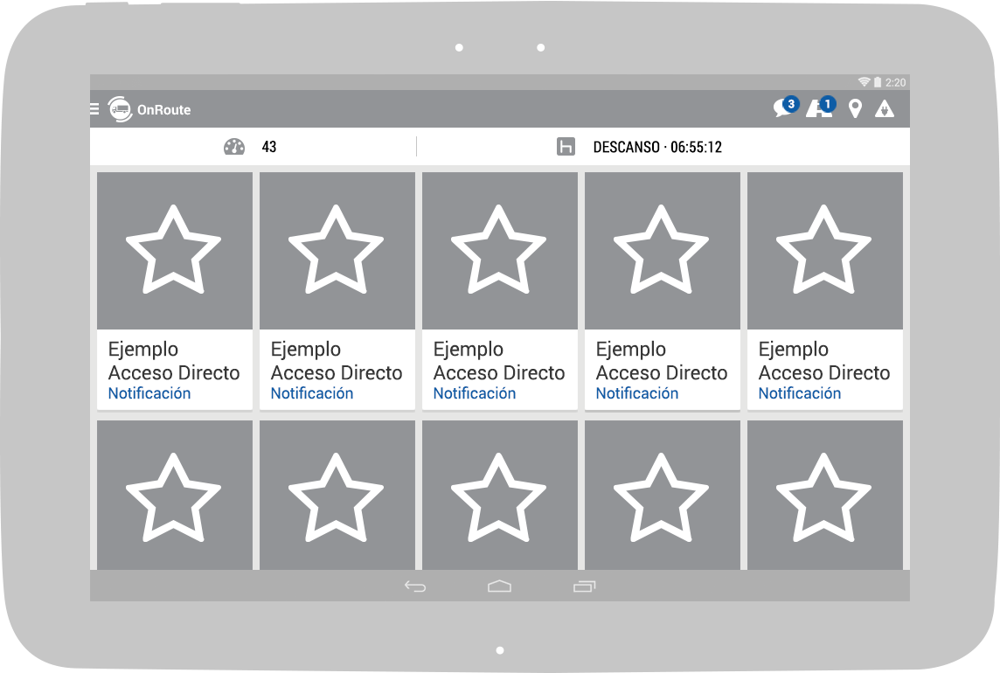 2:20
OnRoute
3
1
43
DESCANSO · 06:55:12
Ejemplo
Acceso Directo
Notificación
Ejemplo
Acceso Directo
Notificación
Ejemplo
Acceso Directo
Notificación
Ejemplo
Acceso Directo
Notificación
Ejemplo
Acceso Directo
Notificación